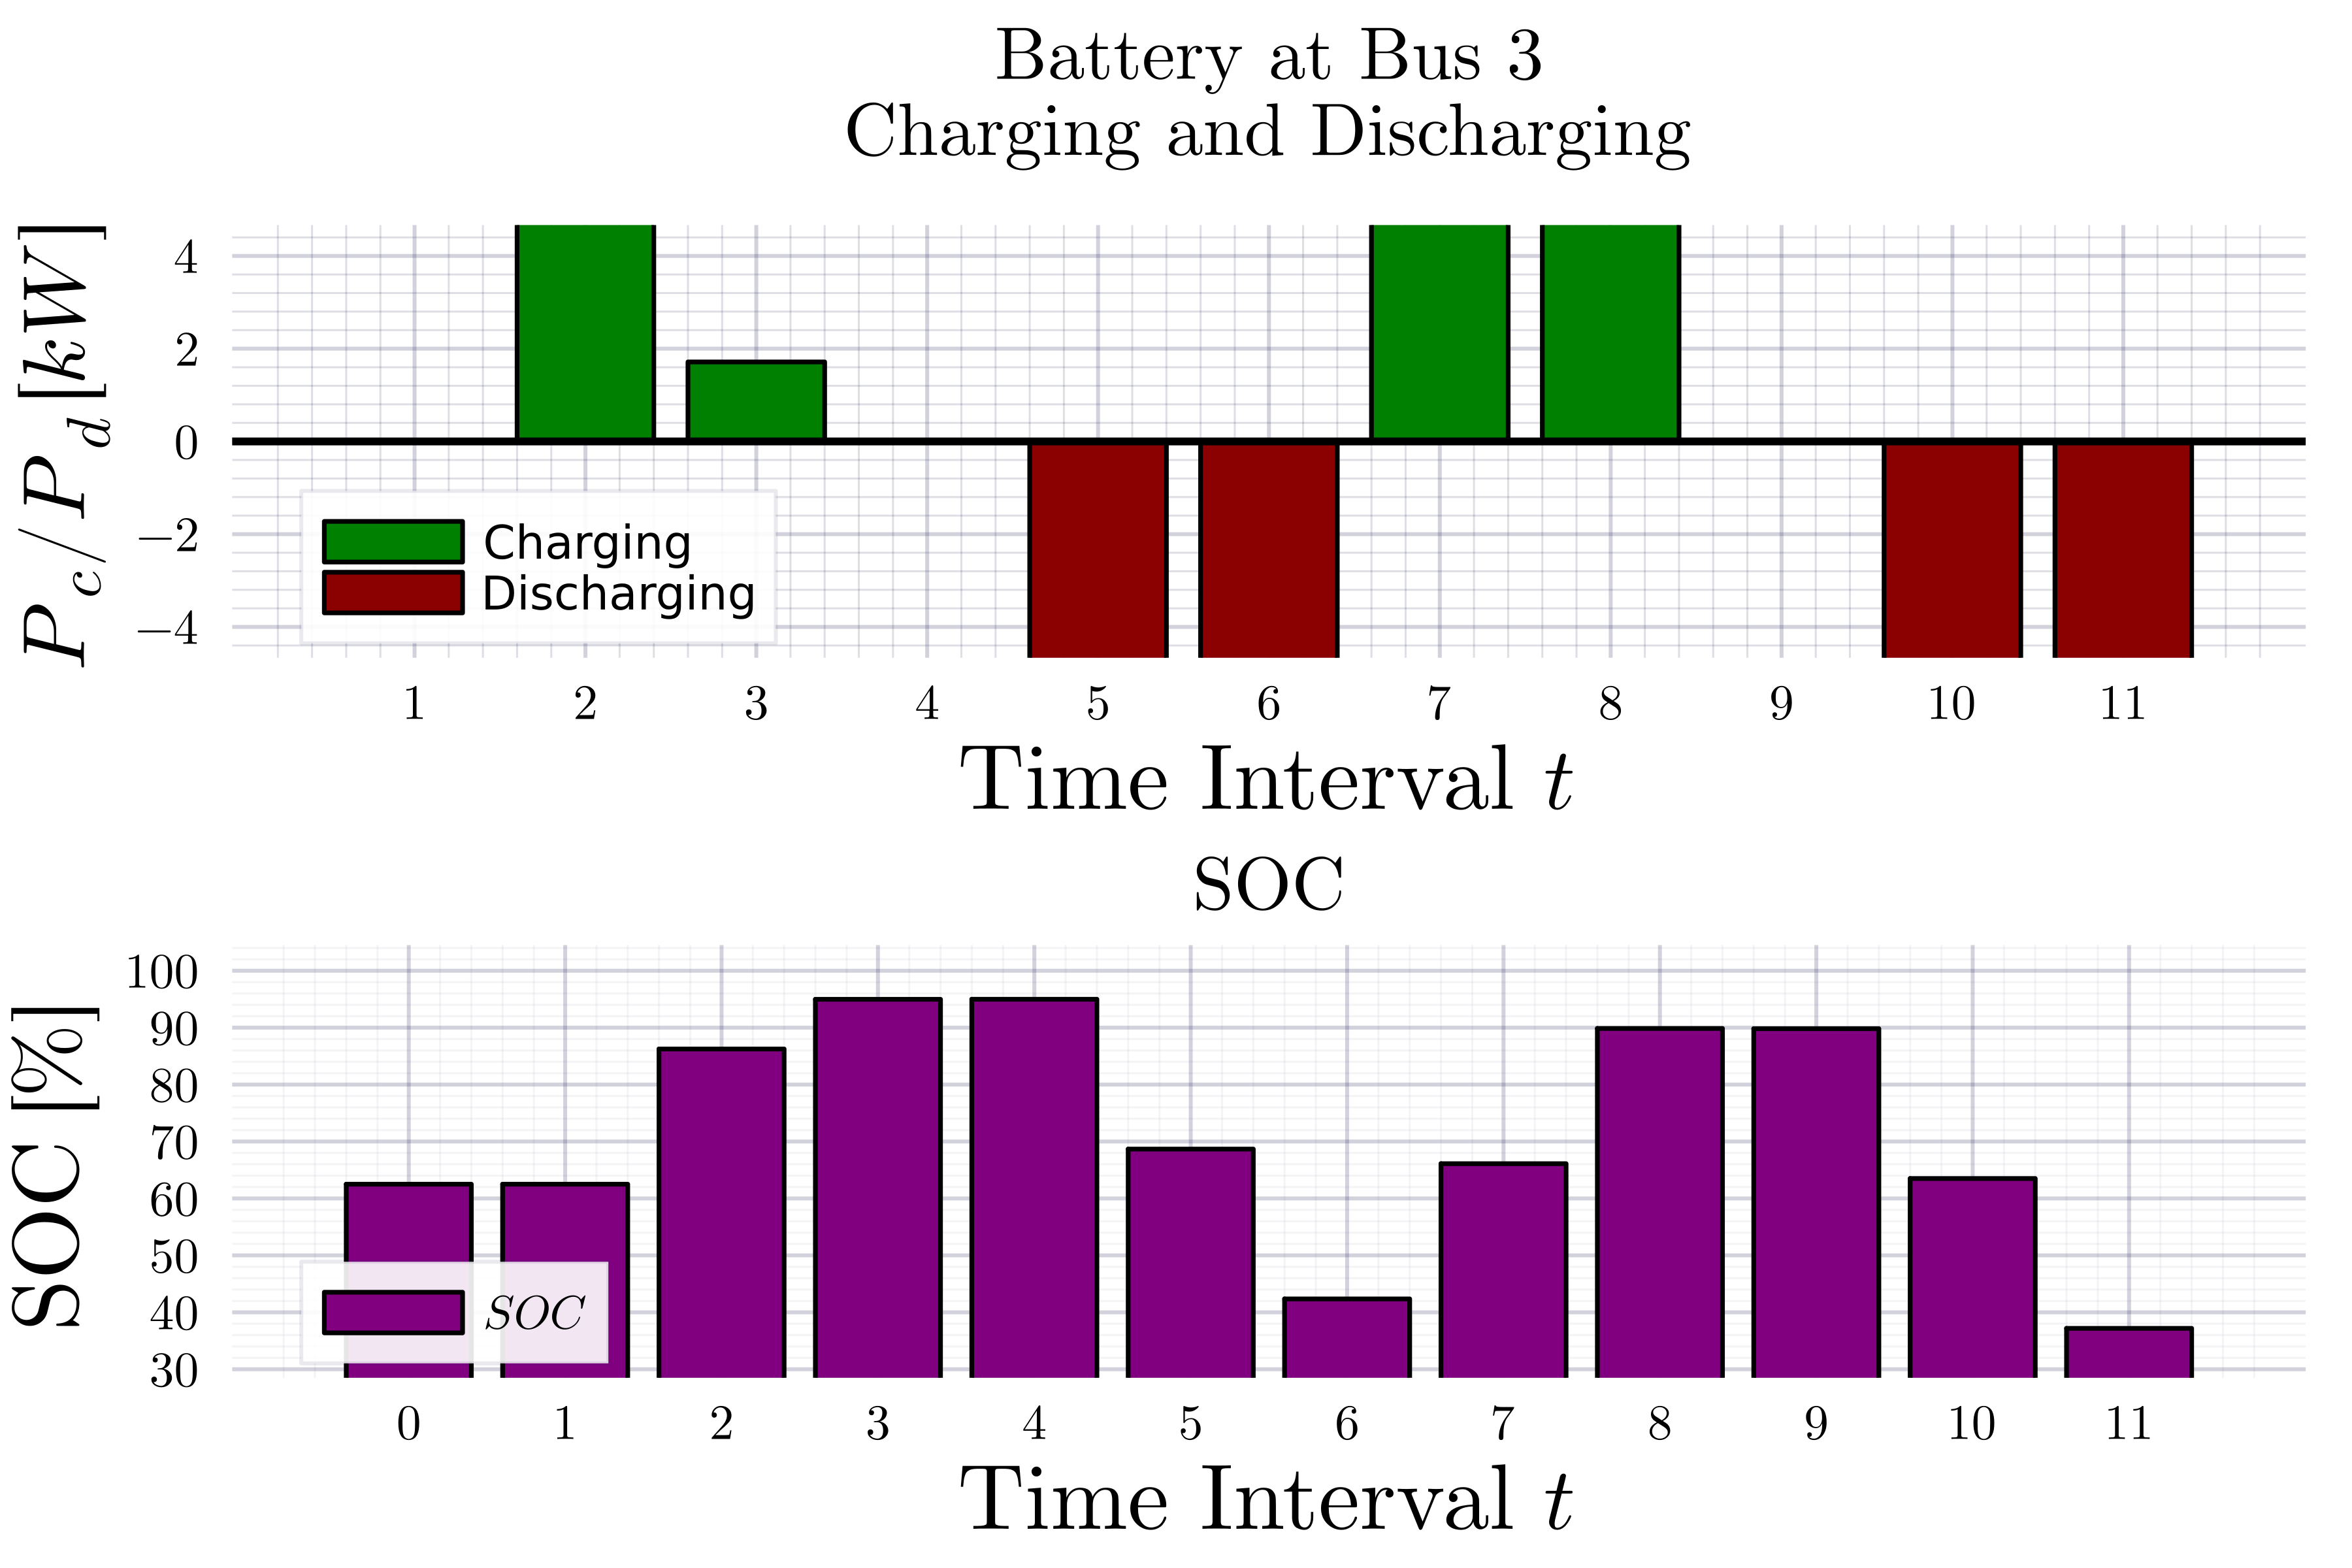 Battery at Bus 3
Charging and Discharging
P_c/P_d [kW]
4
2
0
−2
−4
Charging
Discharging
1 2 3 4 5 6 7 8 9 10 11
Time Interval t
SOC
SOC [%]
100
90
80
70
60
50
40
30
SOC
0 1 2 3 4 5 6 7 8 9 10 11
Time Interval t